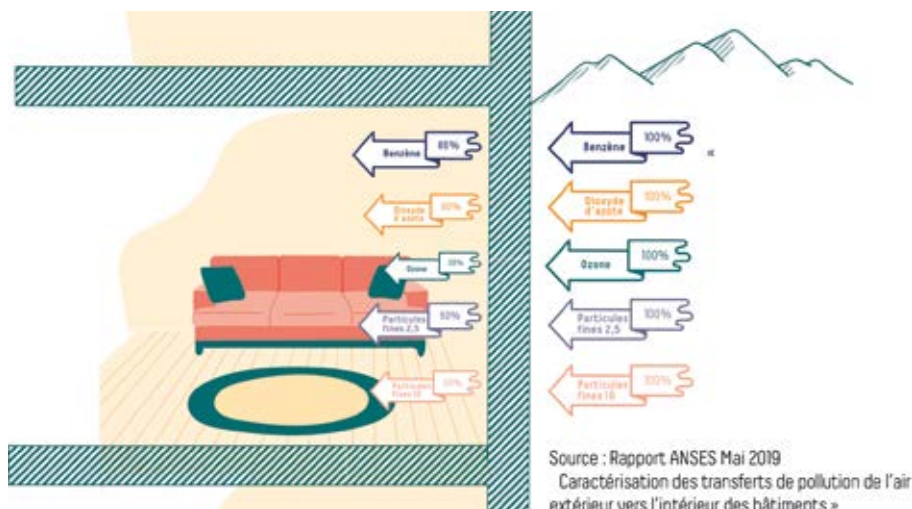 Benzène
100%
«
Dioxyde
d'azote
100%
Ozone
100%
Particules
fines 2,5
100%
Particules
fines 10
100%
Benzène
Dioxyde
d'azote
Ozone
Particules
fines 2,5
Particules
fines 10
Source : Rapport ANSES Mai 2019
Caractérisation des transferts de pollution de l'air
extérieur vers l'intérieur des bâtiments »